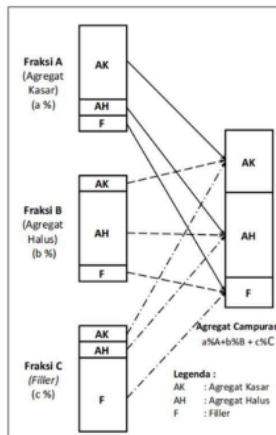 Fraksi A
(Agregat
Kasar)
(a %)
AK
AH
F
Fraksi B
(Agregat
Halus)
(b %)
AK
AH
F
Fraksi C
(Filler)
(c %)
AK
AH
F
AK
AH
F
Agregat Campuran
a%A+b%B + c%C
Legenda :
AK : Agregat Kasar
AH : Agregat Halus
F : Filler